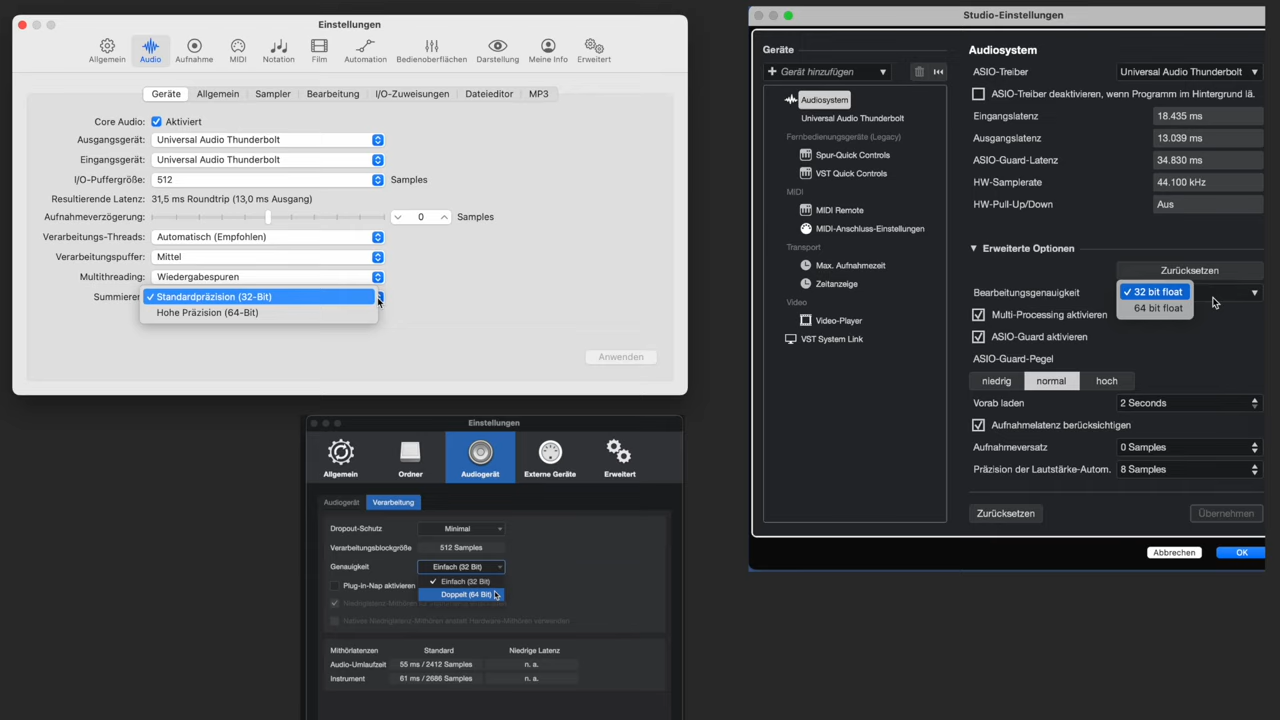 Einstellungen
Allgemein Audio Aufnahme MIDI Notation Film Automation Bedienoberflächen Darstellung Meine Info Erweitert
Geräte Allgemein Sampler Bearbeitung I/O-Zuweisungen Dateieditor MP3
Core Audio: Aktiviert
Ausgangsgerät: Universal Audio Thunderbolt
Eingangsgerät: Universal Audio Thunderbolt
I/O-Puffergröße: 512 Samples
Resultierende Latenz: 31,5 ms Roundtrip (13,0 ms Ausgang)
Aufnahmeverzögerung: 0 Samples
Verarbeitungs-Threads: Automatisch (Empfohlen)
Verarbeitungspuffer: Mittel
Multithreading: Wiedergabespuren
Summieren Standardpräzision (32-Bit)
Hohe Präzision (64-Bit)
Anwenden
Studio-Einstellungen
Geräte
Gerät hinzufügen
Audiosystem
Universal Audio Thunderbolt
Fernbedienungsgeräte (Legacy)
Spur-Quick Controls
VST Quick Controls
MIDI
MIDI Remote
MIDI-Anschluss-Einstellungen
Transport
Max. Aufnahmezeit
Zeitanzeige
Video
Video-Player
VST System Link
Audiosystem
ASIO-Treiber Universal Audio Thunderbolt
ASIO-Treiber deaktivieren, wenn Programm im Hintergrund lä.
Eingangslatenz 18.435 ms
Ausgangslatenz 13.039 ms
ASIO-Guard-Latenz 34.830 ms
HW-Samplerate 44.100 kHz
HW-Pull-Up/Down Aus
Erweiterte Optionen
Zurücksetzen
Bearbeitungsgenauigkeit 32 bit float
64 bit float
Multi-Processing aktivieren
ASIO-Guard aktivieren
ASIO-Guard-Pegel
niedrig normal hoch
Vorab laden 2 Seconds
Aufnahmelatenz berücksichtigen
Aufnahmeversatz 0 Samples
Präzision der Lautstärke-Autom. 8 Samples
Zurücksetzen Übernehmen
Abbrechen OK
Einstellungen
Allgemein Ordner Audiogerät Externe Geräte Erweitert
Audiogerät Verarbeitung
Dropout-Schutz Minimal
Verarbeitungsblockgröße 512 Samples
Genauigkeit Einfach (32 Bit)
Plug-in-Nap aktivieren Einfach (32 Bit)
Doppelt (64 Bit)
Natives Niedriglatenz-Mithören anstatt Hardware-Mithören verwenden
Mithörlatenzen Standard Niedrige Latenz
Audio-Umlaufzeit 55 ms / 2412 Samples n. a.
Instrument 61 ms / 2686 Samples n. a.